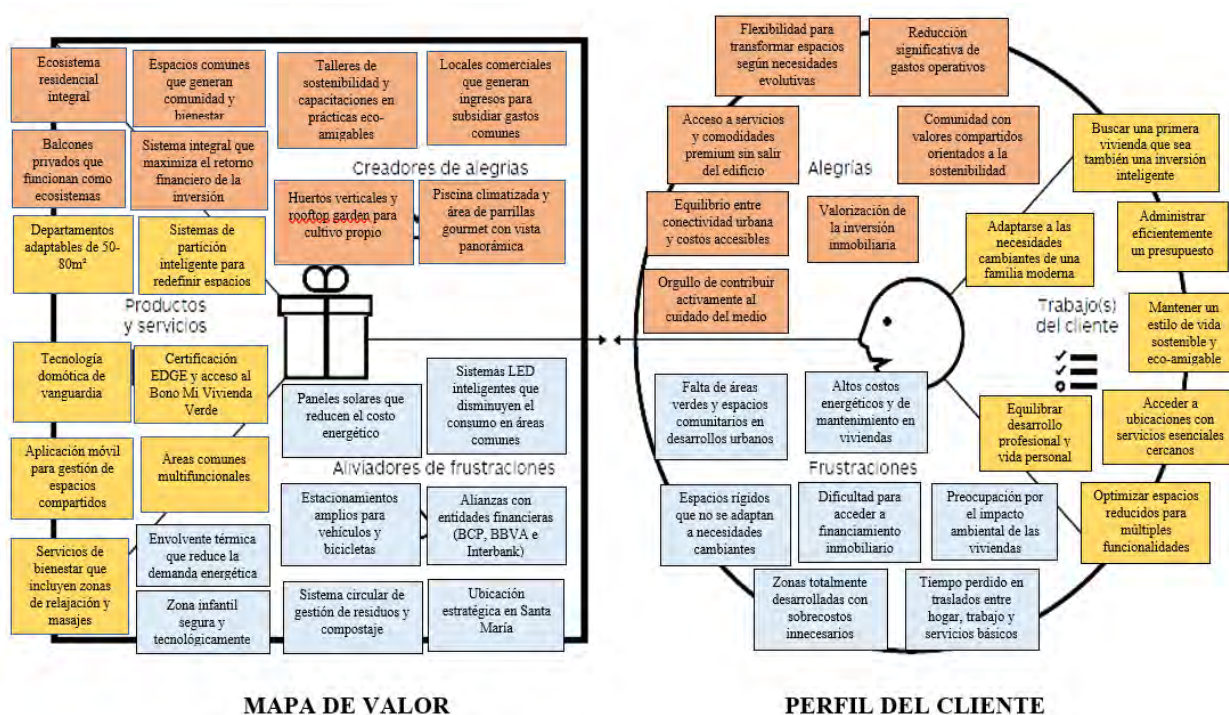 Ecosistema
residencial
integral
Espacios comunes
que generan
comunidad y
bienestar
Talleres de
sostenibilidad y
capacitaciones en
prácticas eco-
amigables
Locales comerciales
que generan
ingresos para
subsidiar gastos
comunes
Balcones
privados que
funcionan como
ecosistemas
Sistema integral que
maximiza el retorno
financiero de la
inversión
Creadores de alegrías
Huertos verticales y
rooftop garden para
cultivo propio
Piscina climatizada y
área de parrillas
gourmet con vista
panorámica
Departamentos
adaptables de 50-
80m²
Sistemas de
partición
inteligente para
redefinir espacios
Productos
y servicios
Tecnología
domótica de
vanguardia
Certificación
EDGE y acceso al
Bono Mi Vivienda
Verde
Paneles solares que
reducen el costo
energético
Sistemas LED
inteligentes que
disminuyen el
consumo en áreas
comunes
Aplicación móvil
para gestión de
espacios
compartidos
Áreas comunes
multifuncionales
Aliviadores de frustraciones
Estacionamientos
amplios para
vehículos y
bicicletas
Alianzas con
entidades financieras
(BCP, BBVA e
Interbank)
Servicios de
bienestar que
incluyen zonas
de relajación y
masajes
Envolvente térmica
que reduce la
demanda energética
Zona infantil
segura y
tecnológicamente
Sistema circular de
gestión de residuos y
compostaje
Ubicación
estratégica en Santa
María
MAPA DE VALOR
Flexibilidad para
transformar espacios
según necesidades
evolutivas
Reducción
significativa de
gastos operativos
Acceso a servicios
y comodidades
premium sin salir
del edificio
Comunidad con
valores compartidos
orientados a la
sostenibilidad
Alegrías
Buscar una primera
vivienda que sea
también una inversión
inteligente
Equilibrio entre
conectividad urbana
y costos accesibles
Valorización de
la inversión
inmobiliaria
Adaptarse a las
necesidades
cambiantes de una
familia moderna
Administrar
eficientemente
un presupuesto
Orgullo de contribuir
activamente al
cuidado del medio
Trabajo(s)
del cliente
Mantener un
estilo de vida
sostenible y
eco-amigable
Falta de áreas
verdes y espacios
comunitarios en
desarrollos urbanos
Altos costos
energéticos y de
mantenimiento en
viviendas
Equilibrar
desarrollo
profesional y
vida personal
Acceder a
ubicaciones con
servicios esenciales
cercanos
Frustraciones
Espacios rígidos
que no se adaptan
a necesidades
cambiantes
Dificultad para
acceder a
financiamiento
inmobiliario
Preocupación por
el impacto
ambiental de las
viviendas
Optimizar espacios
reducidos para
múltiples
funcionalidades
Zonas totalmente
desarrolladas con
sobrecostos
innecesarios
Tiempo perdido en
traslados entre
hogar, trabajo y
servicios básicos
PERFIL DEL CLIENTE